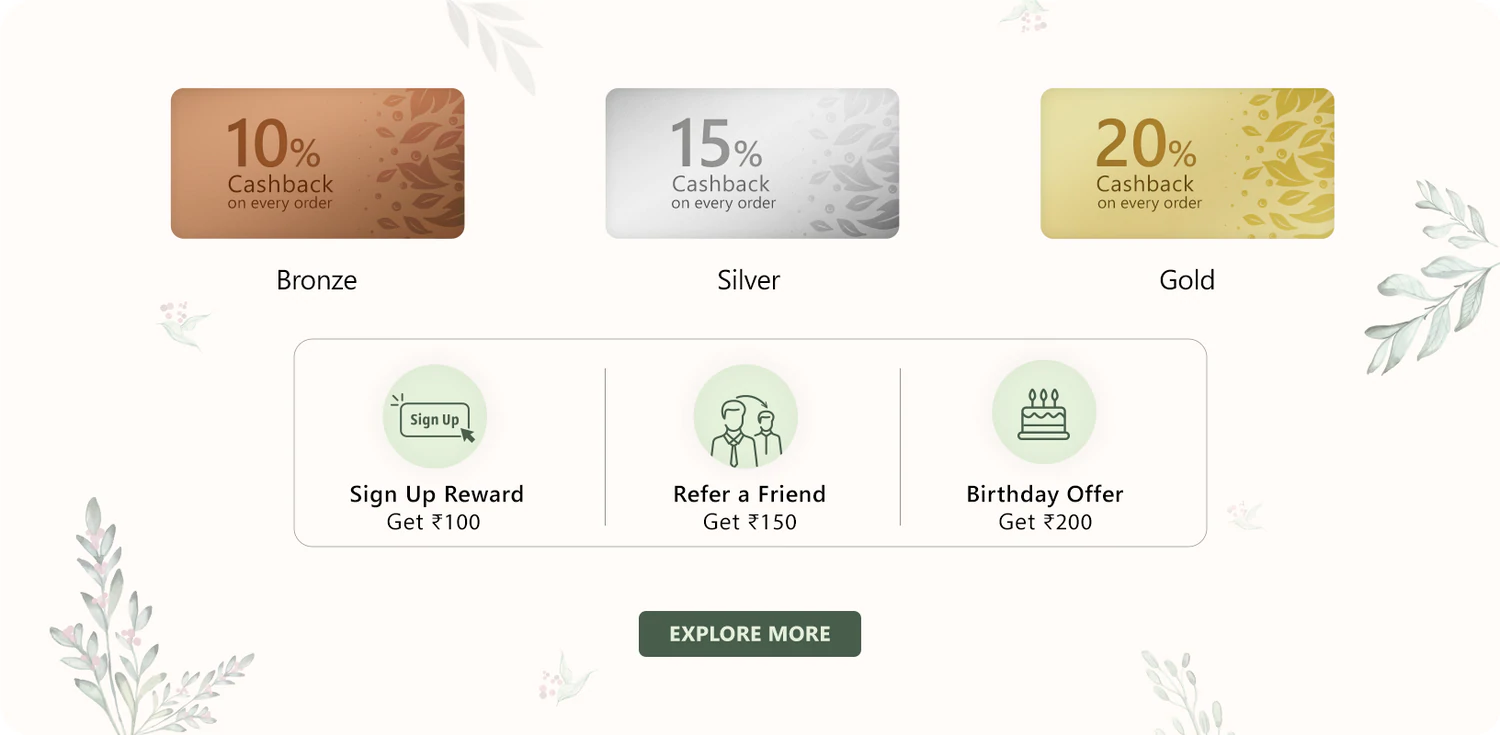 10%
Cashback
on every order
Bronze
15%
Cashback
on every order
Silver
20%
Cashback
on every order
Gold
Sign Up
Sign Up Reward
Get ₹100
Refer a Friend
Get ₹150
Birthday Offer
Get ₹200
EXPLORE MORE